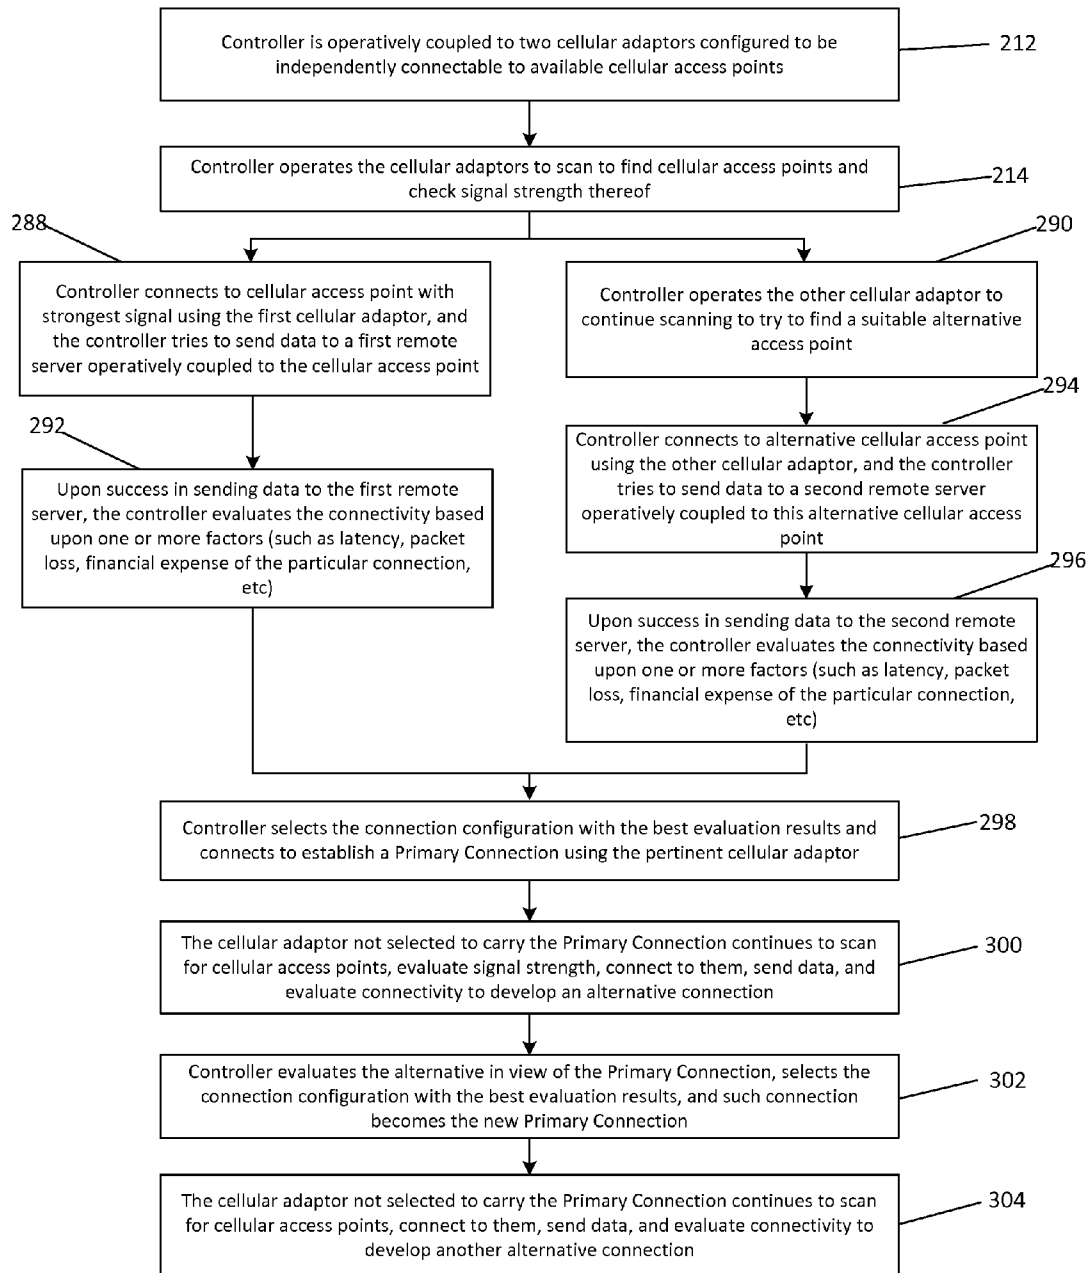 Controller is operatively coupled to two cellular adaptors configured to be
independently connectable to available cellular access points
212
Controller operates the cellular adaptors to scan to find cellular access points and
check signal strength thereof
214
288
290
Controller connects to cellular access point with
strongest signal using the first cellular adaptor, and
the controller tries to send data to a first remote
server operatively coupled to the cellular access point
Controller operates the other cellular adaptor to
continue scanning to try to find a suitable alternative
access point
292
294
Upon success in sending data to the first remote
server, the controller evaluates the connectivity based
upon one or more factors (such as latency, packet
loss, financial expense of the particular connection,
etc)
Controller connects to alternative cellular access point
using the other cellular adaptor, and the controller
tries to send data to a second remote server
operatively coupled to this alternative cellular access
point
296
Upon success in sending data to the second remote
server, the controller evaluates the connectivity based
upon one or more factors (such as latency, packet
loss, financial expense of the particular connection,
etc)
Controller selects the connection configuration with the best evaluation results and
connects to establish a Primary Connection using the pertinent cellular adaptor
298
The cellular adaptor not selected to carry the Primary Connection continues to scan
for cellular access points, evaluate signal strength, connect to them, send data, and
evaluate connectivity to develop an alternative connection
300
Controller evaluates the alternative in view of the Primary Connection, selects the
connection configuration with the best evaluation results, and such connection
becomes the new Primary Connection
302
The cellular adaptor not selected to carry the Primary Connection continues to scan
for cellular access points, connect to them, send data, and evaluate connectivity to
develop another alternative connection
304